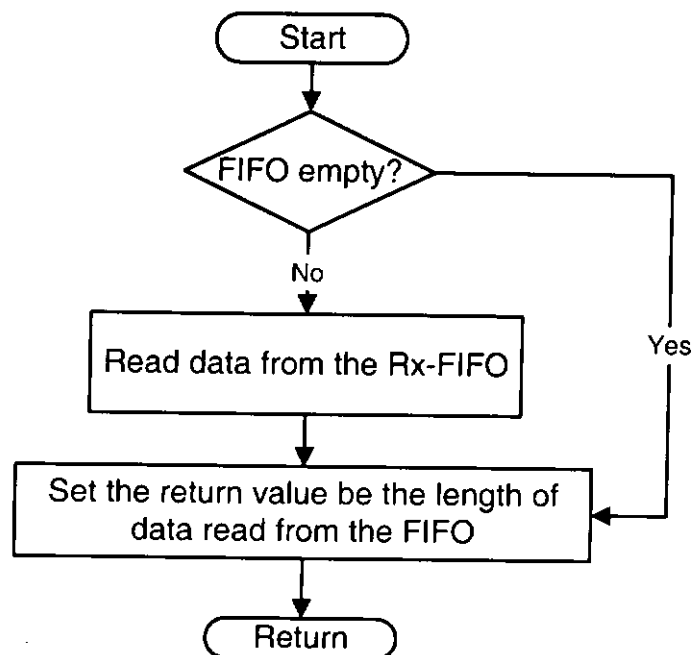 Start
FIFO empty?
No
Yes
Read data from the Rx-FIFO
Set the return value be the length of
data read from the FIFO
Return